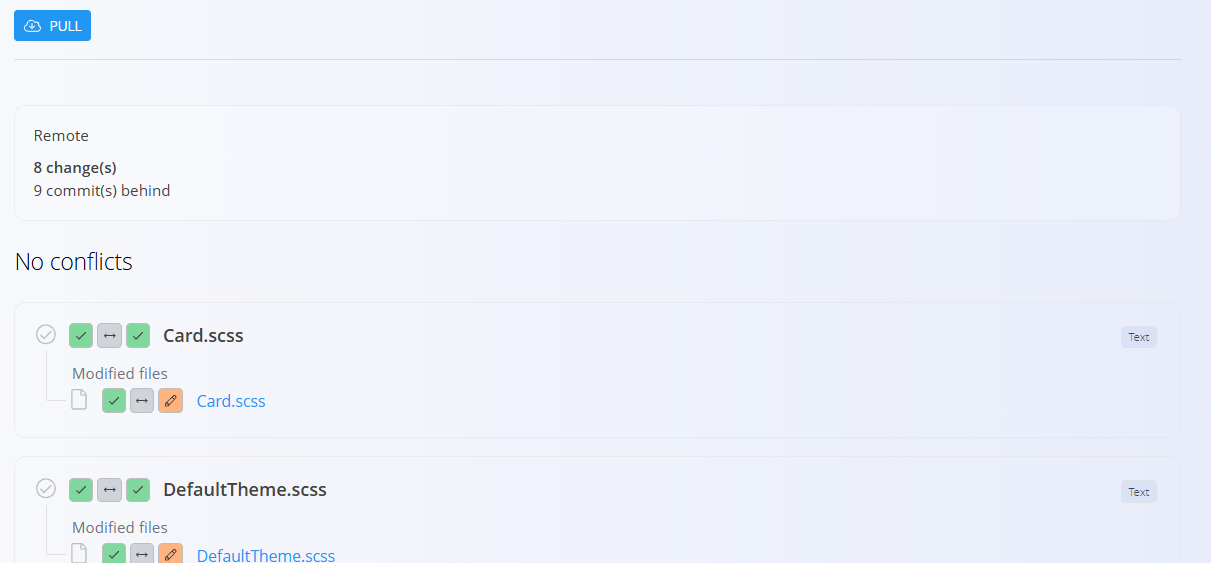 PULL
Remote
8 change(s)
9 commit(s) behind
No conflicts
Card.scss
Text
Modified files
Card.scss
DefaultTheme.scss
Text
Modified files
DefaultTheme.scss